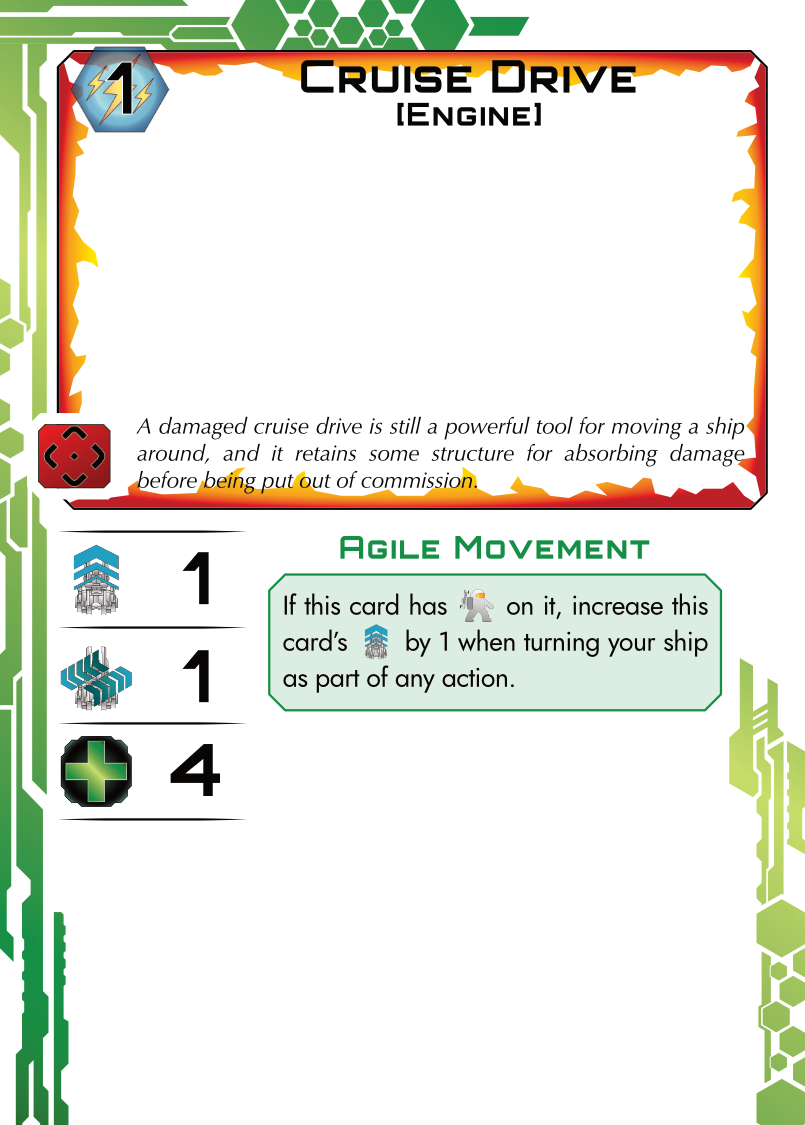 1
Cruise Drive
[Engine]
A damaged cruise drive is still a powerful tool for moving a ship
around, and it retains some structure for absorbing damage
before being put out of commission.
1
1
4
Agile Movement
If this card has on it, increase this
card's by 1 when turning your ship
as part of any action.